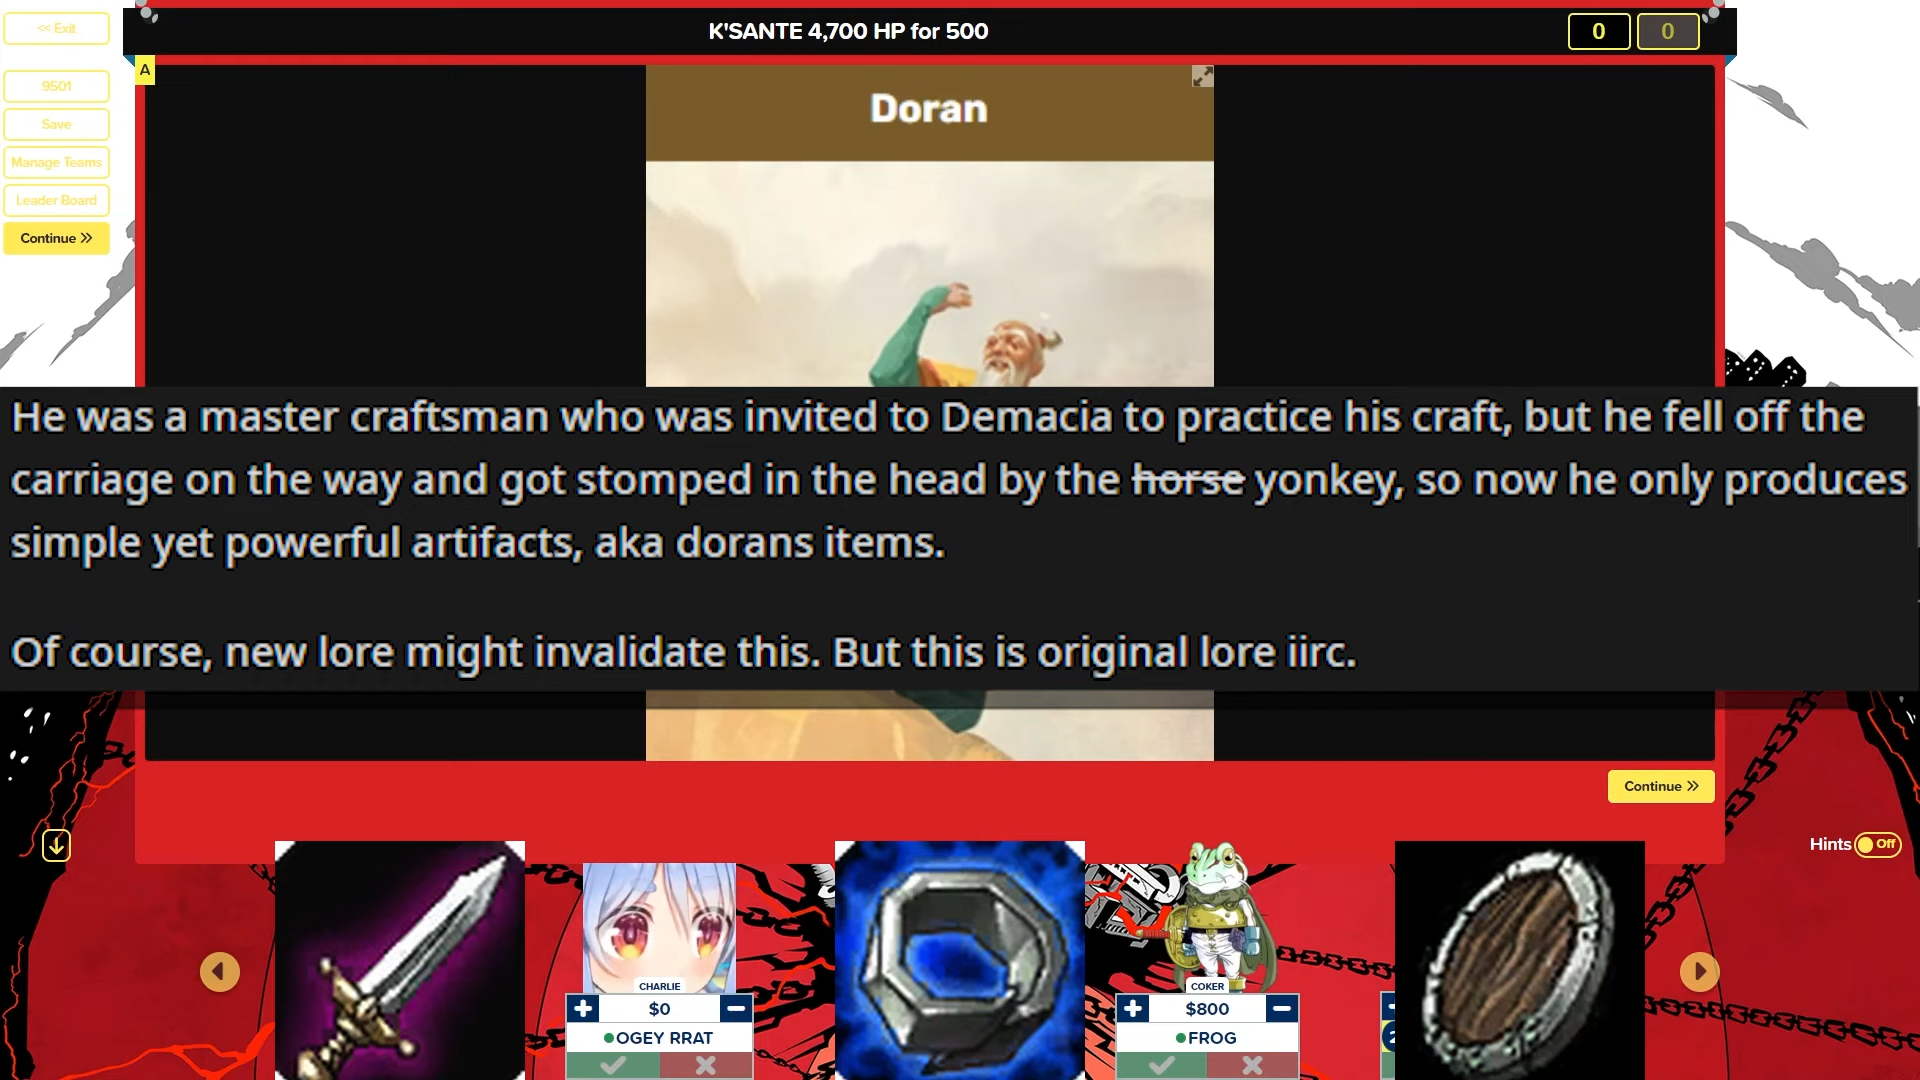 << Exit
K'SANTE 4,700 HP for 500
0
0
A
9501
Save
Manage Teams
Leader Board
Continue >>
Doran
He was a master craftsman who was invited to Demacia to practice his craft, but he fell off the
carriage on the way and got stomped in the head by the horse yonkey, so now he only produces
simple yet powerful artifacts, aka dorans items.
Of course, new lore might invalidate this. But this is original lore iirc.
Continue >>
Hints Off
CHARLIE
+ $0 −
OGEY RRAT
COKER
+ $800 −
FROG